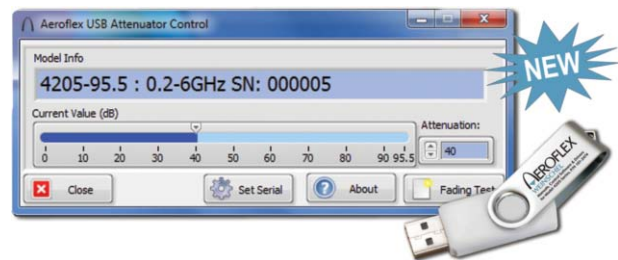 Aeroflex USB Attenuator Control
NEW
Model Info
4205-95.5 : 0.2-6GHz SN: 000005
Current Value (dB)
Attenuation:
0 10 20 30 40 50 60 70 80 90 95.5
40
Close
Set Serial
About
Fading Test
AEROFLEX
WEINSCHEL